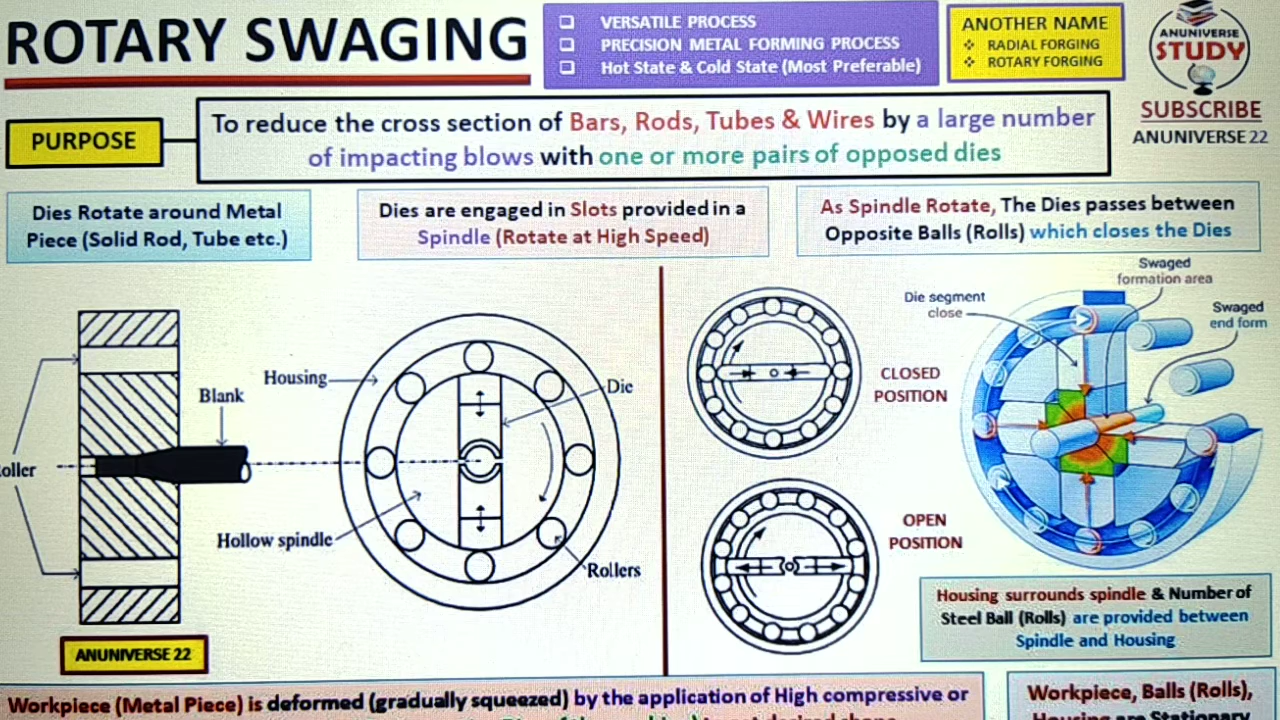 ROTARY SWAGING
VERSATILE PROCESS
PRECISION METAL FORMING PROCESS
Hot State & Cold State (Most Preferable)
ANOTHER NAME
RADIAL FORGING
ROTARY FORGING
ANUNIVERSE
STUDY
SUBSCRIBE
ANUNIVERSE 22
PURPOSE
To reduce the cross section of Bars, Rods, Tubes & Wires by a large number
of impacting blows with one or more pairs of opposed dies
Dies Rotate around Metal
Piece (Solid Rod, Tube etc.)
Dies are engaged in Slots provided in a
Spindle (Rotate at High Speed)
As Spindle Rotate, The Dies passes between
Opposite Balls (Rolls) which closes the Dies
Housing
Blank
Die
oller
Hollow spindle
Rollers
CLOSED
POSITION
OPEN
POSITION
Die segment
close
Swaged
formation area
Swaged
end form
Housing surrounds spindle & Number of
Steel Ball (Rolls) are provided between
Spindle and Housing
ANUNIVERSE 22
Workpiece (Metal Piece) is deformed (gradually squeezed) by the application of High compressive or
Workpiece, Balls (Rolls),
Housing are Stationary